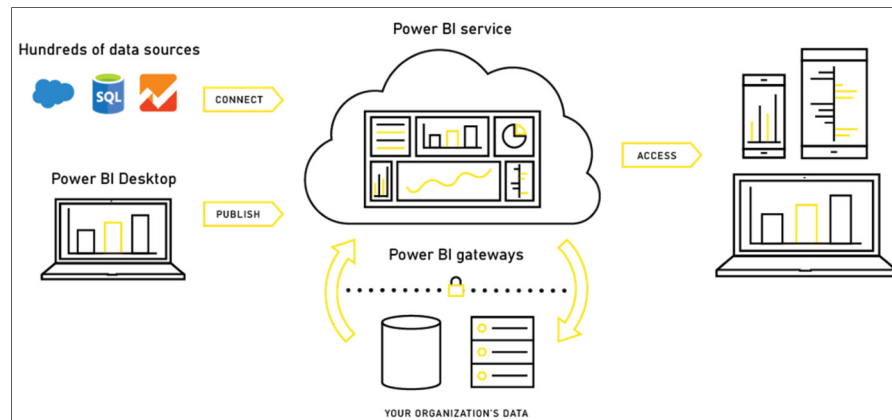 Power BI service
Hundreds of data sources
SQL
CONNECT
ACCESS
Power BI Desktop
PUBLISH
Power BI gateways
YOUR ORGANIZATION'S DATA